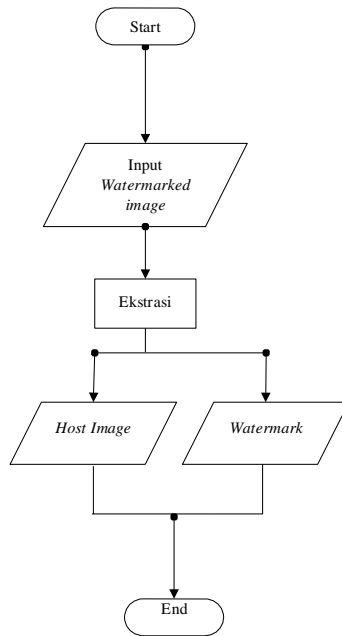 Start
Input
Watermarked
image
Ekstrasi
Host Image
Watermark
End